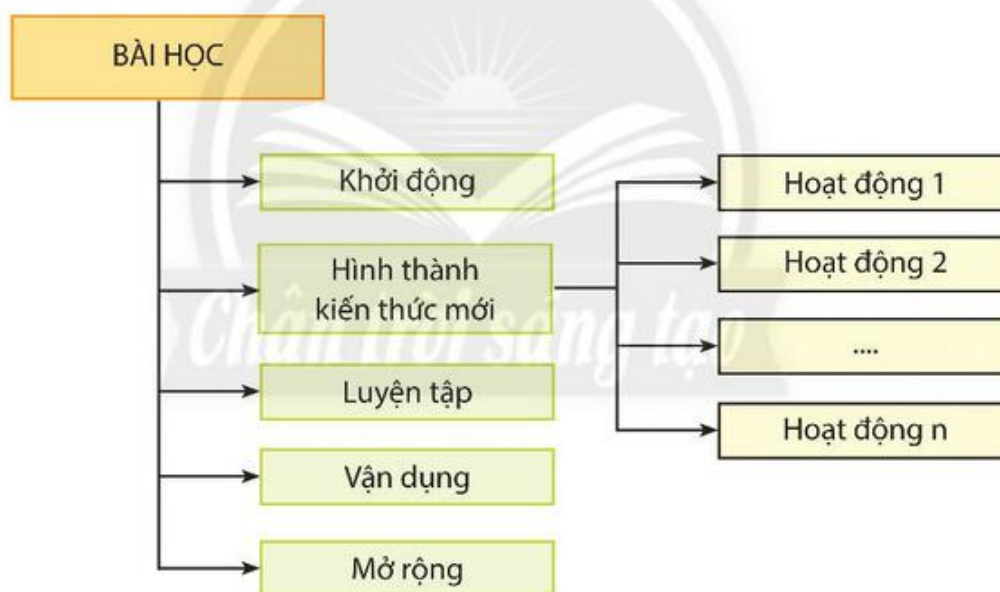 BÀI HỌC
Khởi động
Hình thành
kiến thức mới
Luyện tập
Vận dụng
Mở rộng
Hoạt động 1
Hoạt động 2
....
Hoạt động n
Chân trời sáng tạo